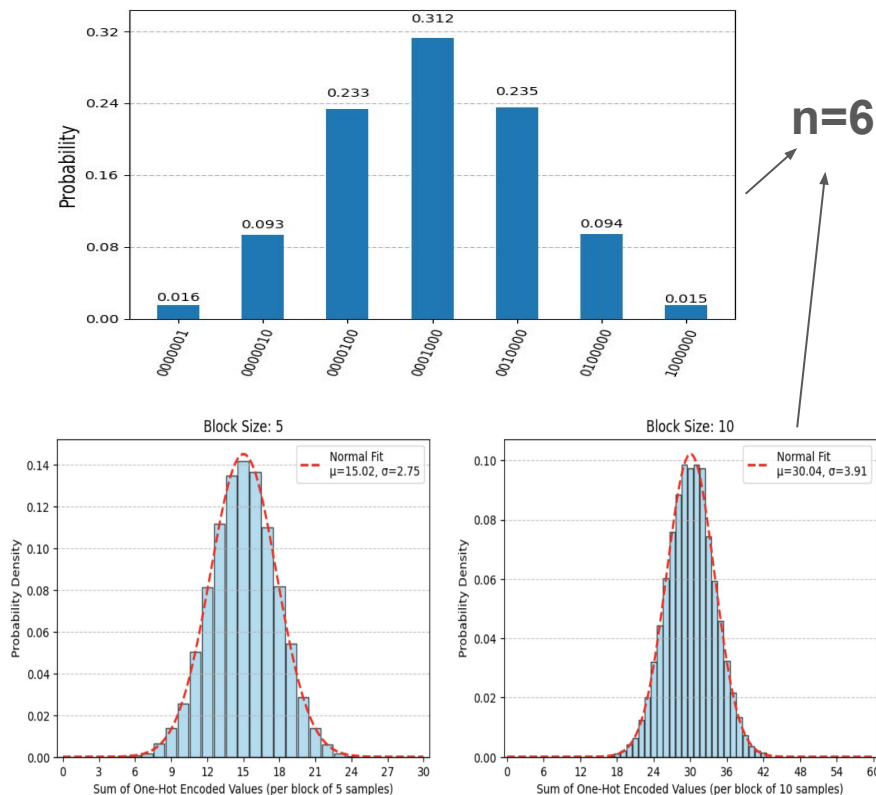 0.312
0.32
0.233
0.235
0.24
n=6
Probability
0.16
0.093
0.094
0.08
0.016
0.015
0.00
0000001
0000010
0000100
0001000
0010000
0100000
1000000
Block Size: 5
Normal Fit
μ=15.02, σ=2.75
0.14
0.12
0.10
0.08
0.06
0.04
0.02
0.00
Probability Density
0 3 6 9 12 15 18 21 24 27 30
Sum of One-Hot Encoded Values (per block of 5 samples)
Block Size: 10
Normal Fit
μ=30.04, σ=3.91
0.10
0.08
0.06
0.04
0.02
0.00
Probability Density
0 6 12 18 24 30 36 42 48 54 60
Sum of One-Hot Encoded Values (per block of 10 samples)